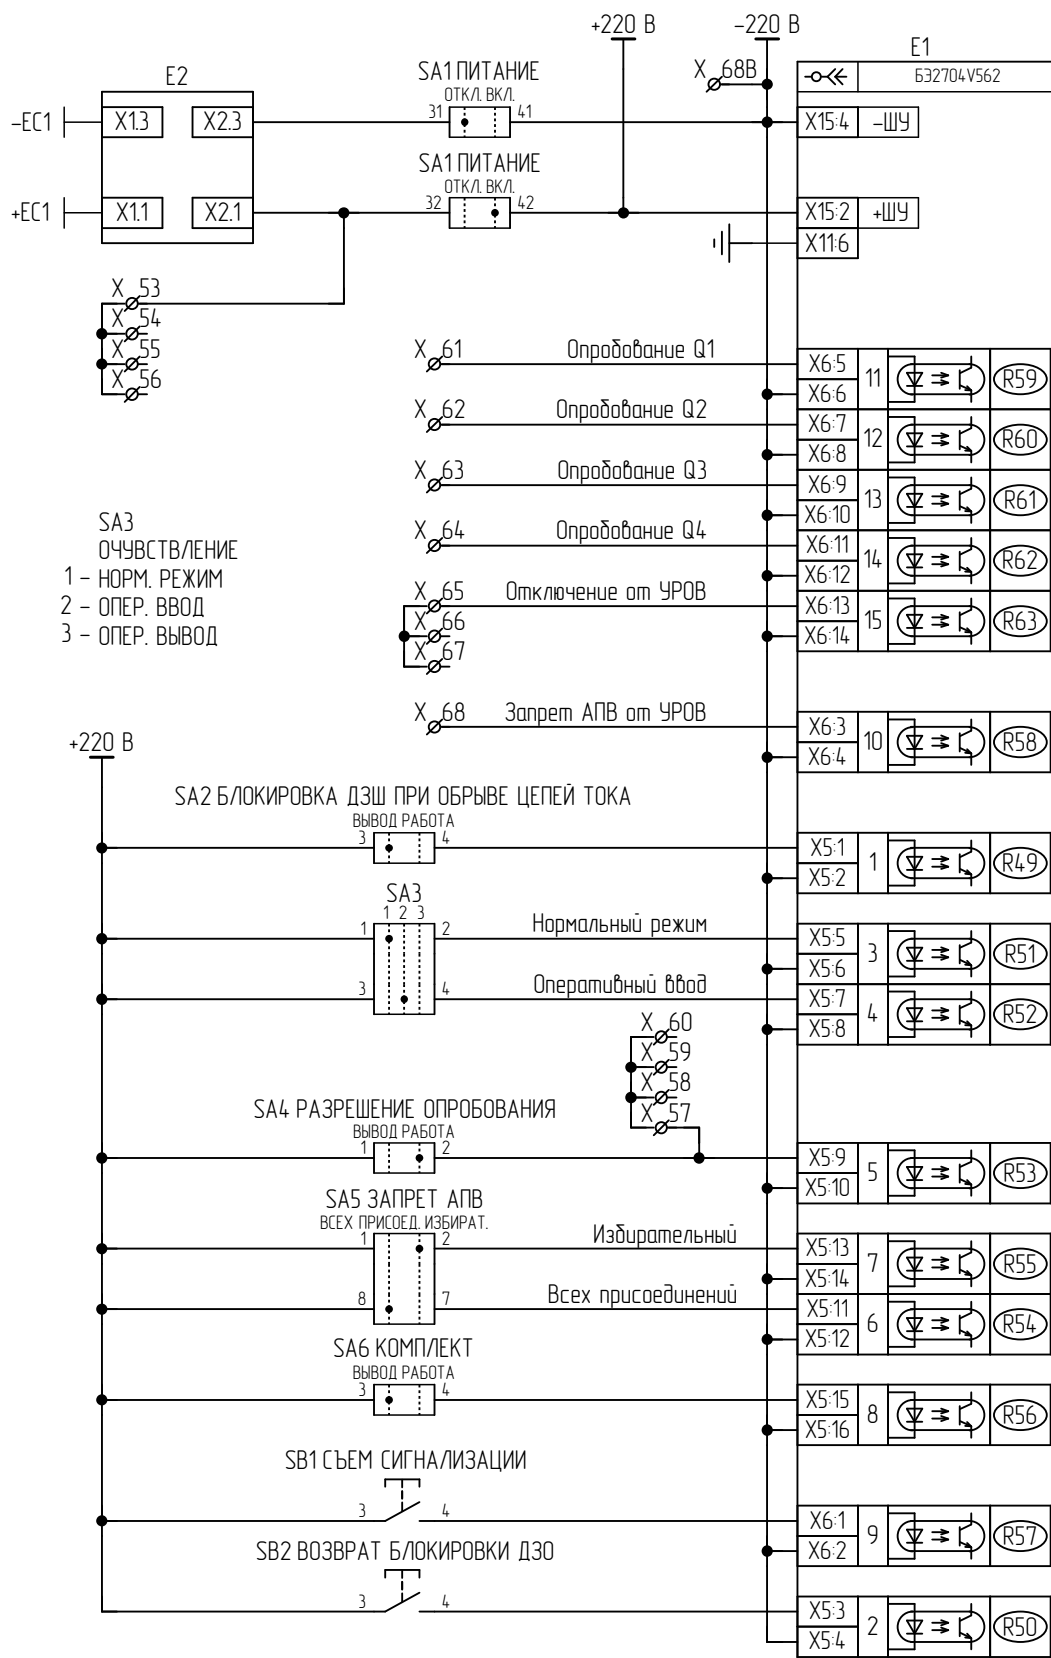 +220 В
−220 В
E1
E2
SA1 ПИТАНИЕ
ОТКЛ. ВКЛ.
X 68В
БЭ2704V562
−EC1
X1.3
X2.3
31
41
X15:4
−ШУ
SA1 ПИТАНИЕ
ОТКЛ. ВКЛ.
+EC1
X1.1
X2.1
32
42
X15:2
+ШУ
X11:6
X 53
X 54
X 55
X 56
X 61
Опробование Q1
X6:5
X6:6
11
R59
X 62
Опробование Q2
X6:7
X6:8
12
R60
X 63
Опробование Q3
X6:9
X6:10
13
R61
X 64
Опробование Q4
X6:11
X6:12
14
R62
SA3
ОЧУВСТВЛЕНИЕ
1 – НОРМ. РЕЖИМ
2 – ОПЕР. ВВОД
3 – ОПЕР. ВЫВОД
X 65
Отключение от УРОВ
X 66
X 67
X6:13
X6:14
15
R63
X 68
Запрет АПВ от УРОВ
X6:3
X6:4
10
R58
+220 В
SA2 БЛОКИРОВКА ДЗШ ПРИ ОБРЫВЕ ЦЕПЕЙ ТОКА
ВЫВОД РАБОТА
3
4
X5:1
X5:2
1
R49
SA3
1 2 3
1
2
Нормальный режим
X5:5
X5:6
3
R51
3
4
Оперативный ввод
X5:7
X5:8
4
R52
X 60
X 59
X 58
X 57
SA4 РАЗРЕШЕНИЕ ОПРОБОВАНИЯ
ВЫВОД РАБОТА
1
2
X5:9
X5:10
5
R53
SA5 ЗАПРЕТ АПВ
ВСЕХ ПРИСОЕД. ИЗБИРАТ.
1
2
Избирательный
X5:13
X5:14
7
R55
8
7
Всех присоединений
X5:11
X5:12
6
R54
SA6 КОМПЛЕКТ
ВЫВОД РАБОТА
3
4
X5:15
X5:16
8
R56
SB1 СЪЕМ СИГНАЛИЗАЦИИ
3
4
X6:1
X6:2
9
R57
SB2 ВОЗВРАТ БЛОКИРОВКИ ДЗО
3
4
X5:3
X5:4
2
R50